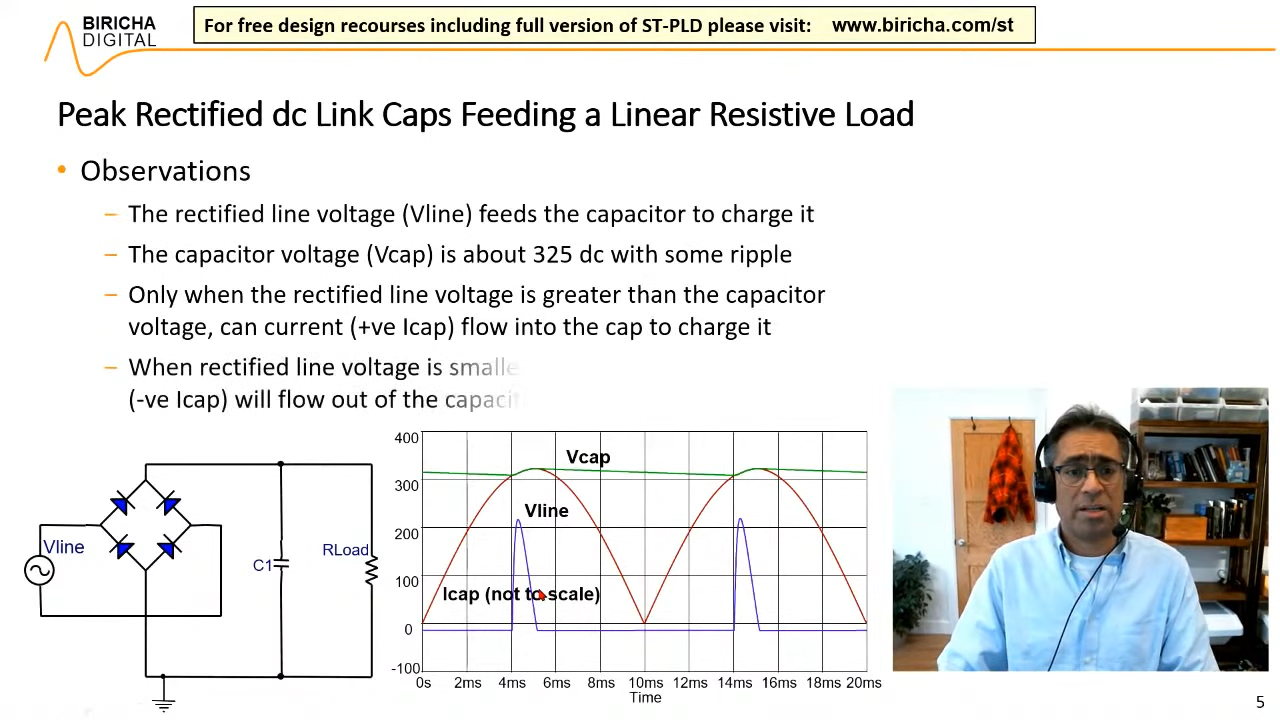 BIRICHA
DIGITAL
For free design recourses including full version of ST-PLD please visit: www.biricha.com/st
Peak Rectified dc Link Caps Feeding a Linear Resistive Load
• Observations
– The rectified line voltage (Vline) feeds the capacitor to charge it
– The capacitor voltage (Vcap) is about 325 dc with some ripple
– Only when the rectified line voltage is greater than the capacitor
voltage, can current (+ve Icap) flow into the cap to charge it
– When rectified line voltage is smalle
(-ve Icap) will flow out of the capacit
Vline
C1
RLoad
400
300
200
100
0
-100
Vcap
Vline
Icap (not to scale)
0s 2ms 4ms 6ms 8ms 10ms 12ms 14ms 16ms 18ms 20ms
Time
5